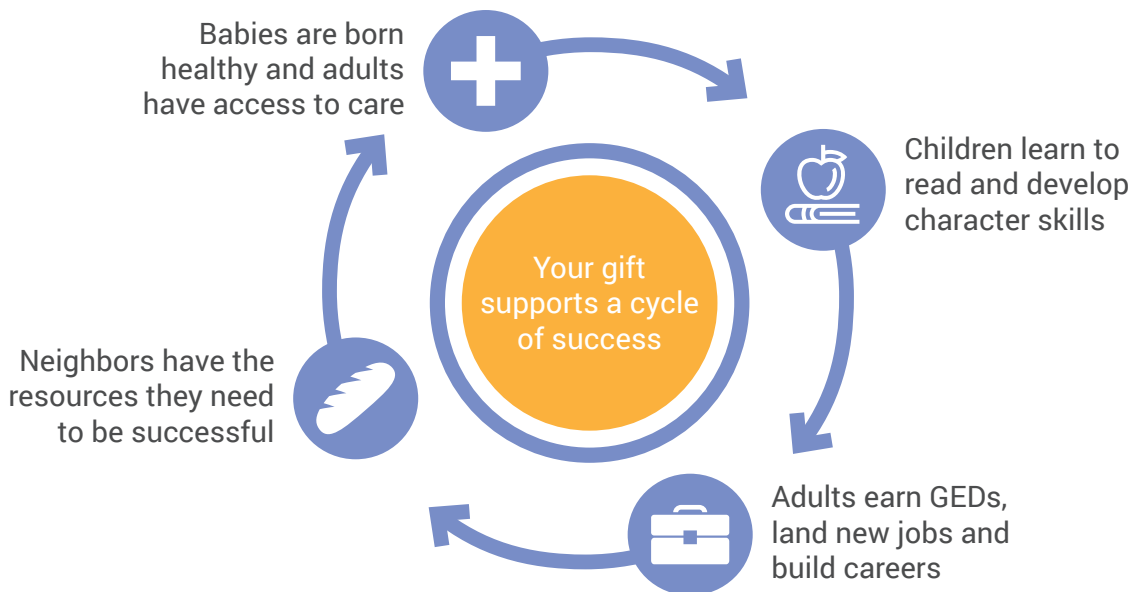 Babies are born
healthy and adults
have access to care
Children learn to
read and develop
character skills
Your gift
supports a cycle
of success
Neighbors have the
resources they need
to be successful
Adults earn GEDs,
land new jobs and
build careers